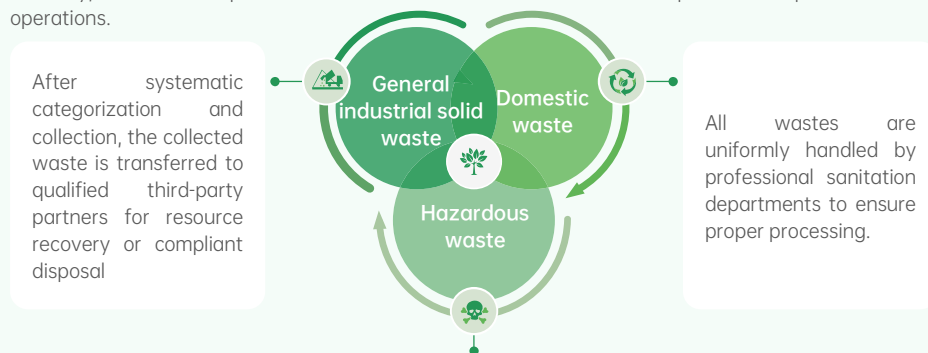 operations.
After systematic
categorization and
collection, the collected
waste is transferred to
qualified third-party
partners for resource
recovery or compliant
disposal
General
industrial solid
waste
Domestic
waste
Hazardous
waste
All wastes are
uniformly handled by
professional sanitation
departments to ensure
proper processing.